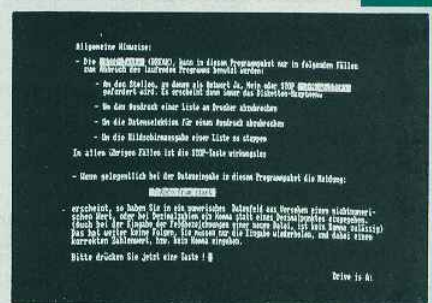 Allgemeine Hinweise:
- Die (BREAK), kann in diesem Programmpaket nur in folgenden Fällen
zum Abbruch des laufenden Programms benutzt werden:
- An den Stellen, an denen als Antwort Ja, Nein oder STOP
gefordert wird. Es erscheint dann immer das Disketten-Hauptmenu
- Um den Ausdruck einer Liste am Drucker abzubrechen
- Um die Datenselektion für einen Ausdruck abzubrechen
- Um die Bildschirmausgabe einer Liste zu stoppen
In allen übrigen Fällen ist die STOP-Taste wirkungslos
- Wenn gelegentlich bei der Dateneingabe in diesem Programmpaket die Meldung:
erscheint, so haben Sie in ein numerisches Datenfeld aus Versehen einen nichtnumeri-
schen Wert, oder bei Dezimalzahlen ein Komma statt eines Dezimalpunktes eingegeben.
(Auch bei der Eingabe der Feldbezeichnungen einer neuen Datei, ist kein Komma zulässig)
Das hat weiter keine Folgen, Sie müssen nur die Eingabe wiederholen, und dabei einen
korrekten Zahlenwert, bzw. kein Komma eingeben.
Bitte drücken Sie jetzt eine Taste !
Drive is A: